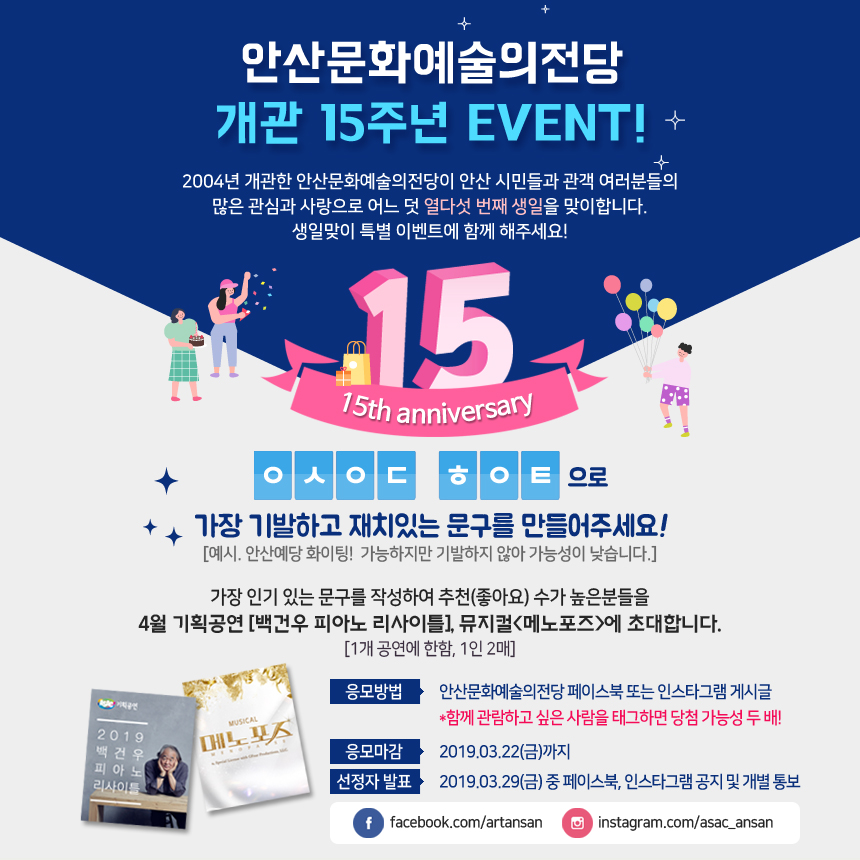 안산문화예술의전당
개관 15주년 EVENT!
2004년 개관한 안산문화예술의전당이 안산 시민들과 관객 여러분들의
많은 관심과 사랑으로 어느 덧 열다섯 번째 생일을 맞이합니다.
생일맞이 특별 이벤트에 함께 해주세요!
15
15th anniversary
ㅇㅅㅇㄷ ㅎㅇㅌ으로
가장 기발하고 재치있는 문구를 만들어주세요!
[예시. 안산예당 화이팅! 가능하지만 기발하지 않아 가능성이 낮습니다.]
가장 인기 있는 문구를 작성하여 추천(좋아요) 수가 높은분들을
4월 기획공연 [백건우 피아노 리사이틀], 뮤지컬<메노포즈>에 초대합니다.
[1개 공연에 한함, 1인 2매]
기획공연
2019
백건우
피아노
리사이틀
MUSICAL
메노포즈
응모방법 안산문화예술의전당 페이스북 또는 인스타그램 게시글
*함께 관람하고 싶은 사람을 태그하면 당첨 가능성 두 배!
응모마감 2019.03.22(금)까지
선정자 발표 2019.03.29(금) 중 페이스북, 인스타그램 공지 및 개별 통보
facebook.com/artansan
instagram.com/asac_ansan